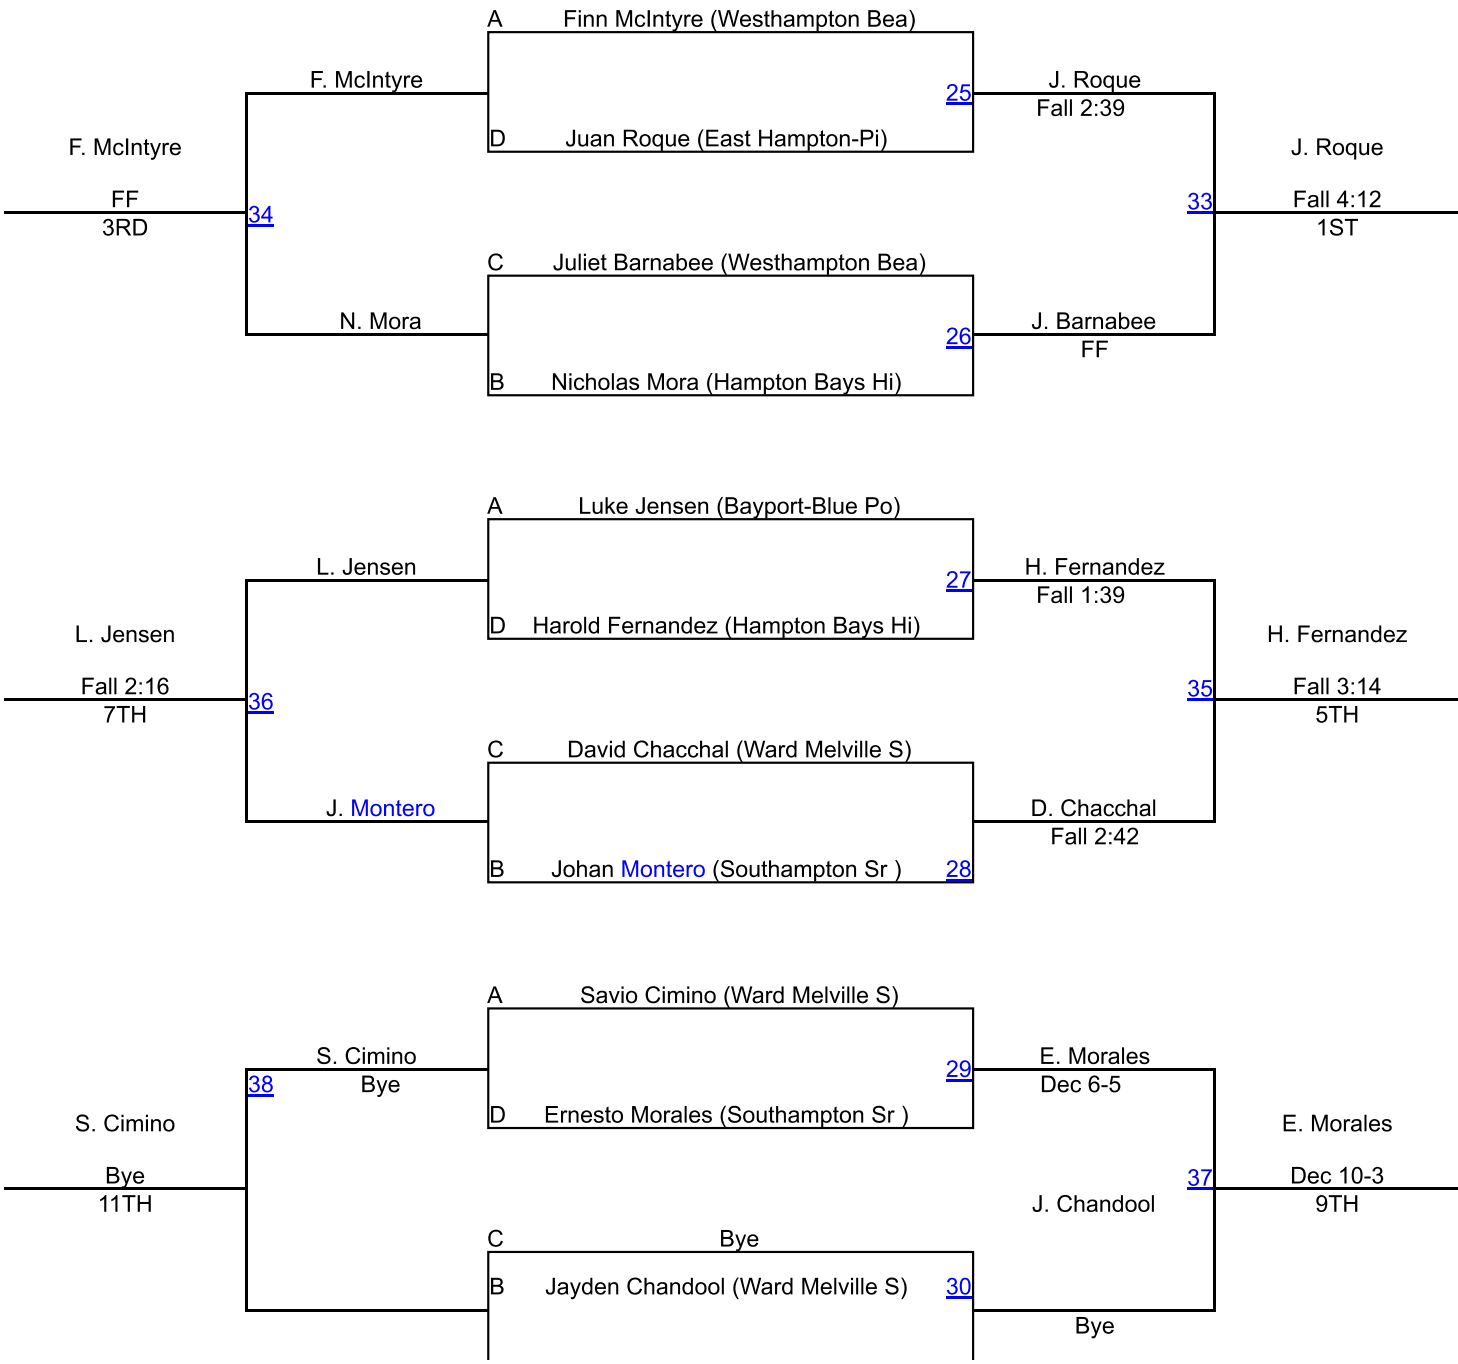 A Finn McIntyre (Westhampton Bea)
F. McIntyre
25
J. Roque
Fall 2:39
D Juan Roque (East Hampton-Pi)
F. McIntyre
FF
3RD
34
33
J. Roque
Fall 4:12
1ST
C Juliet Barnabee (Westhampton Bea)
N. Mora
26
J. Barnabee
FF
B Nicholas Mora (Hampton Bays Hi)
A Luke Jensen (Bayport-Blue Po)
L. Jensen
27
H. Fernandez
Fall 1:39
D Harold Fernandez (Hampton Bays Hi)
L. Jensen
Fall 2:16
7TH
36
35
H. Fernandez
Fall 3:14
5TH
C David Chacchal (Ward Melville S)
J. Montero
D. Chacchal
Fall 2:42
B Johan Montero (Southampton Sr )
28
A Savio Cimino (Ward Melville S)
S. Cimino
Bye
38
29
E. Morales
Dec 6-5
D Ernesto Morales (Southampton Sr )
S. Cimino
Bye
11TH
37
E. Morales
Dec 10-3
9TH
J. Chandool
C Bye
B Jayden Chandool (Ward Melville S)
30
Bye